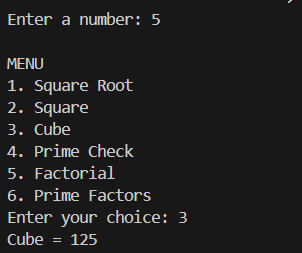 Enter a number: 5
MENU
1. Square Root
2. Square
3. Cube
4. Prime Check
5. Factorial
6. Prime Factors
Enter your choice: 3
Cube = 125